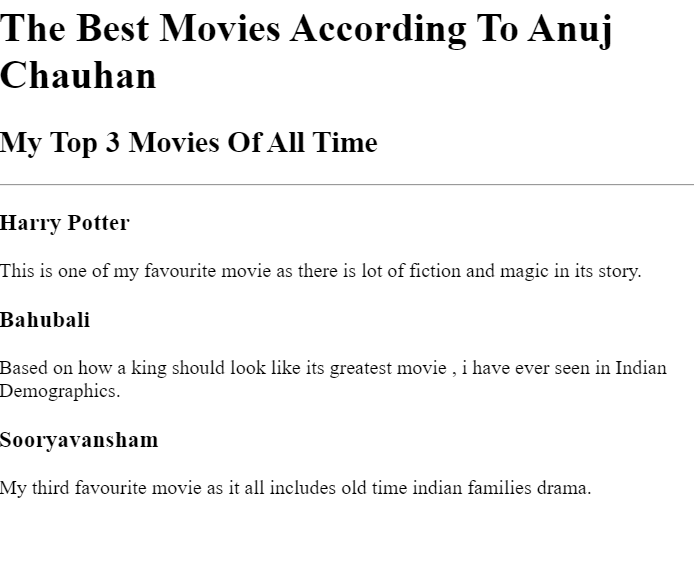 The Best Movies According To Anuj
Chauhan
My Top 3 Movies Of All Time
Harry Potter
This is one of my favourite movie as there is lot of fiction and magic in its story.
Bahubali
Based on how a king should look like its greatest movie , i have ever seen in Indian
Demographics.
Sooryavansham
My third favourite movie as it all includes old time indian families drama.